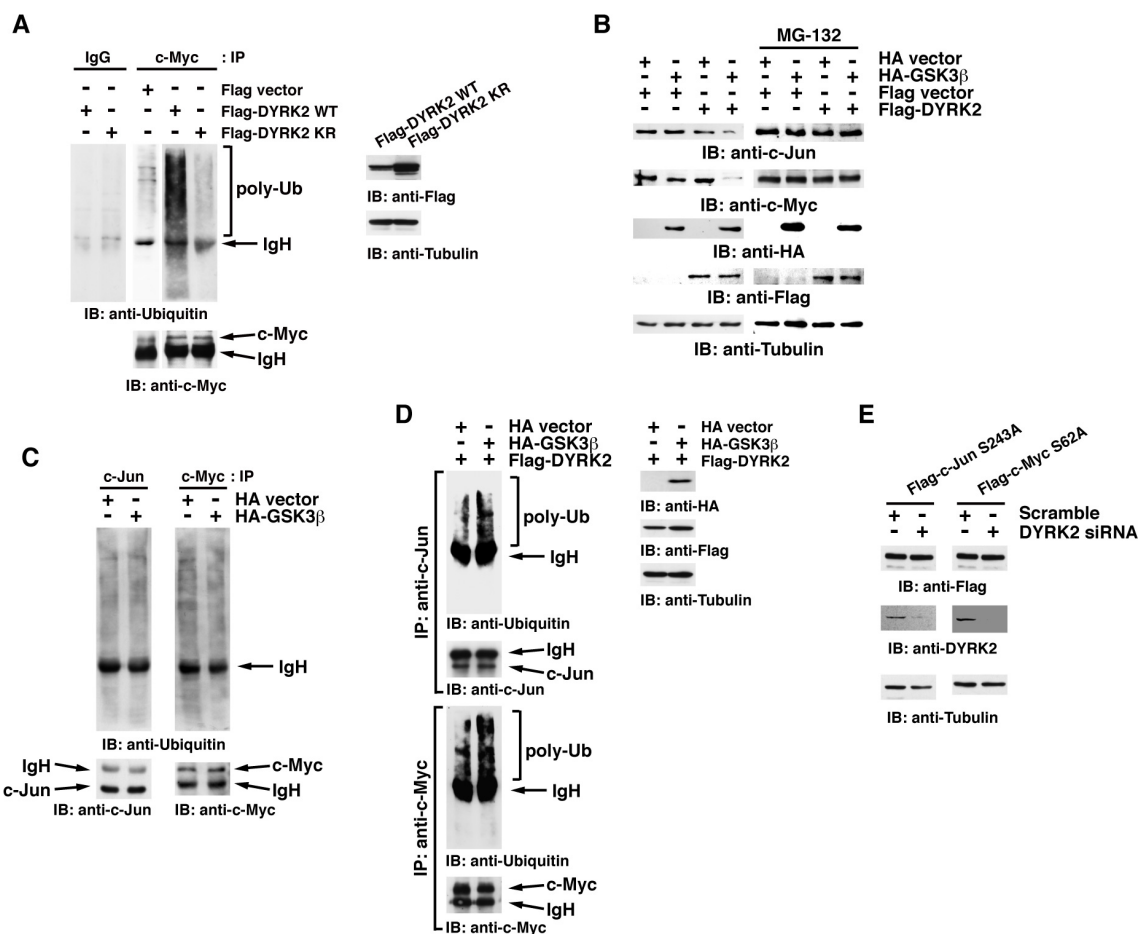 A
IgG c-Myc : IP
- - + - - Flag vector
+ - - + - Flag-DYRK2 WT
- + - - + Flag-DYRK2 KR
poly-Ub
IgH
IB: anti-Ubiquitin
c-Myc
IgH
IB: anti-c-Myc
Flag-DYRK2 WT
Flag-DYRK2 KR
IB: anti-Flag
IB: anti-Tubulin
B
MG-132
+ - + - + - + - HA vector
- + - + - + - + HA-GSK3β
+ + - - + + - - Flag vector
- - + + - - + + Flag-DYRK2
IB: anti-c-Jun
IB: anti-c-Myc
IB: anti-HA
IB: anti-Flag
IB: anti-Tubulin
C
c-Jun c-Myc : IP
+ - + - HA vector
- + - + HA-GSK3β
IgH
IB: anti-Ubiquitin
IgH
c-Jun
c-Myc
IgH
IB: anti-c-Jun IB: anti-c-Myc
D
+ - HA vector
- + HA-GSK3β
+ + Flag-DYRK2
IP: anti-c-Jun
poly-Ub
IgH
IB: anti-Ubiquitin
IgH
c-Jun
IB: anti-c-Jun
IP: anti-c-Myc
poly-Ub
IgH
IB: anti-Ubiquitin
c-Myc
IgH
IB: anti-c-Myc
+ - HA vector
- + HA-GSK3β
+ + Flag-DYRK2
IB: anti-HA
IB: anti-Flag
IB: anti-Tubulin
E
Flag-c-Jun S243A
Flag-c-Myc S62A
+ - + - Scramble
- + - + DYRK2 siRNA
IB: anti-Flag
IB: anti-DYRK2
IB: anti-Tubulin